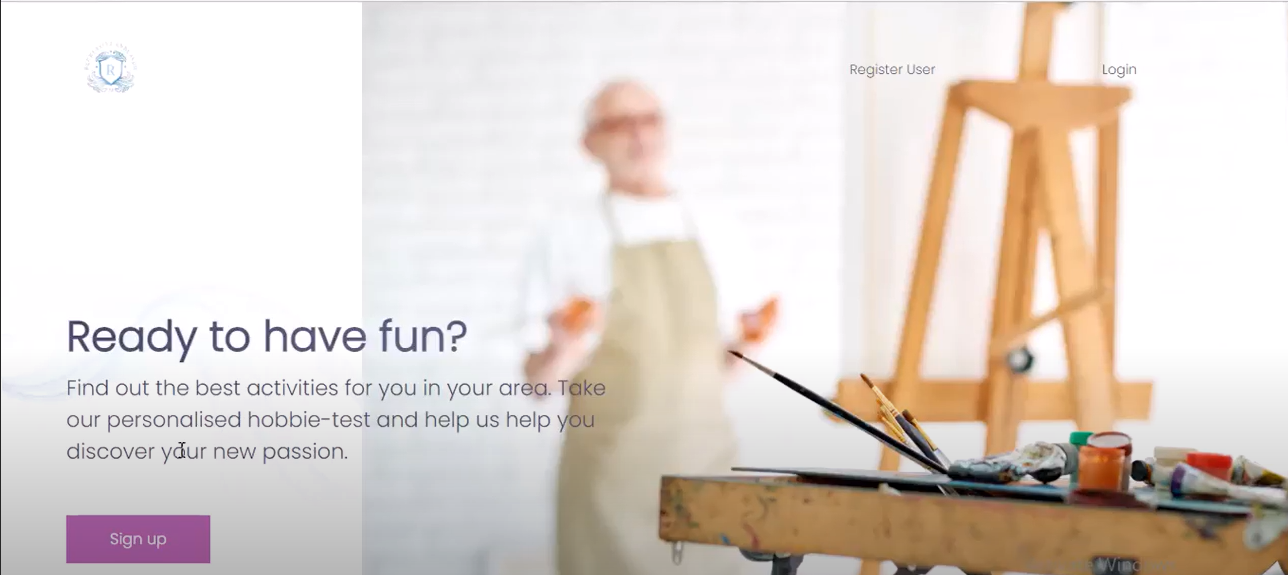 R
Register User
Login
Ready to have fun?
Find out the best activities for you in your area. Take
our personalised hobbie-test and help us help you
discover your new passion.
Sign up